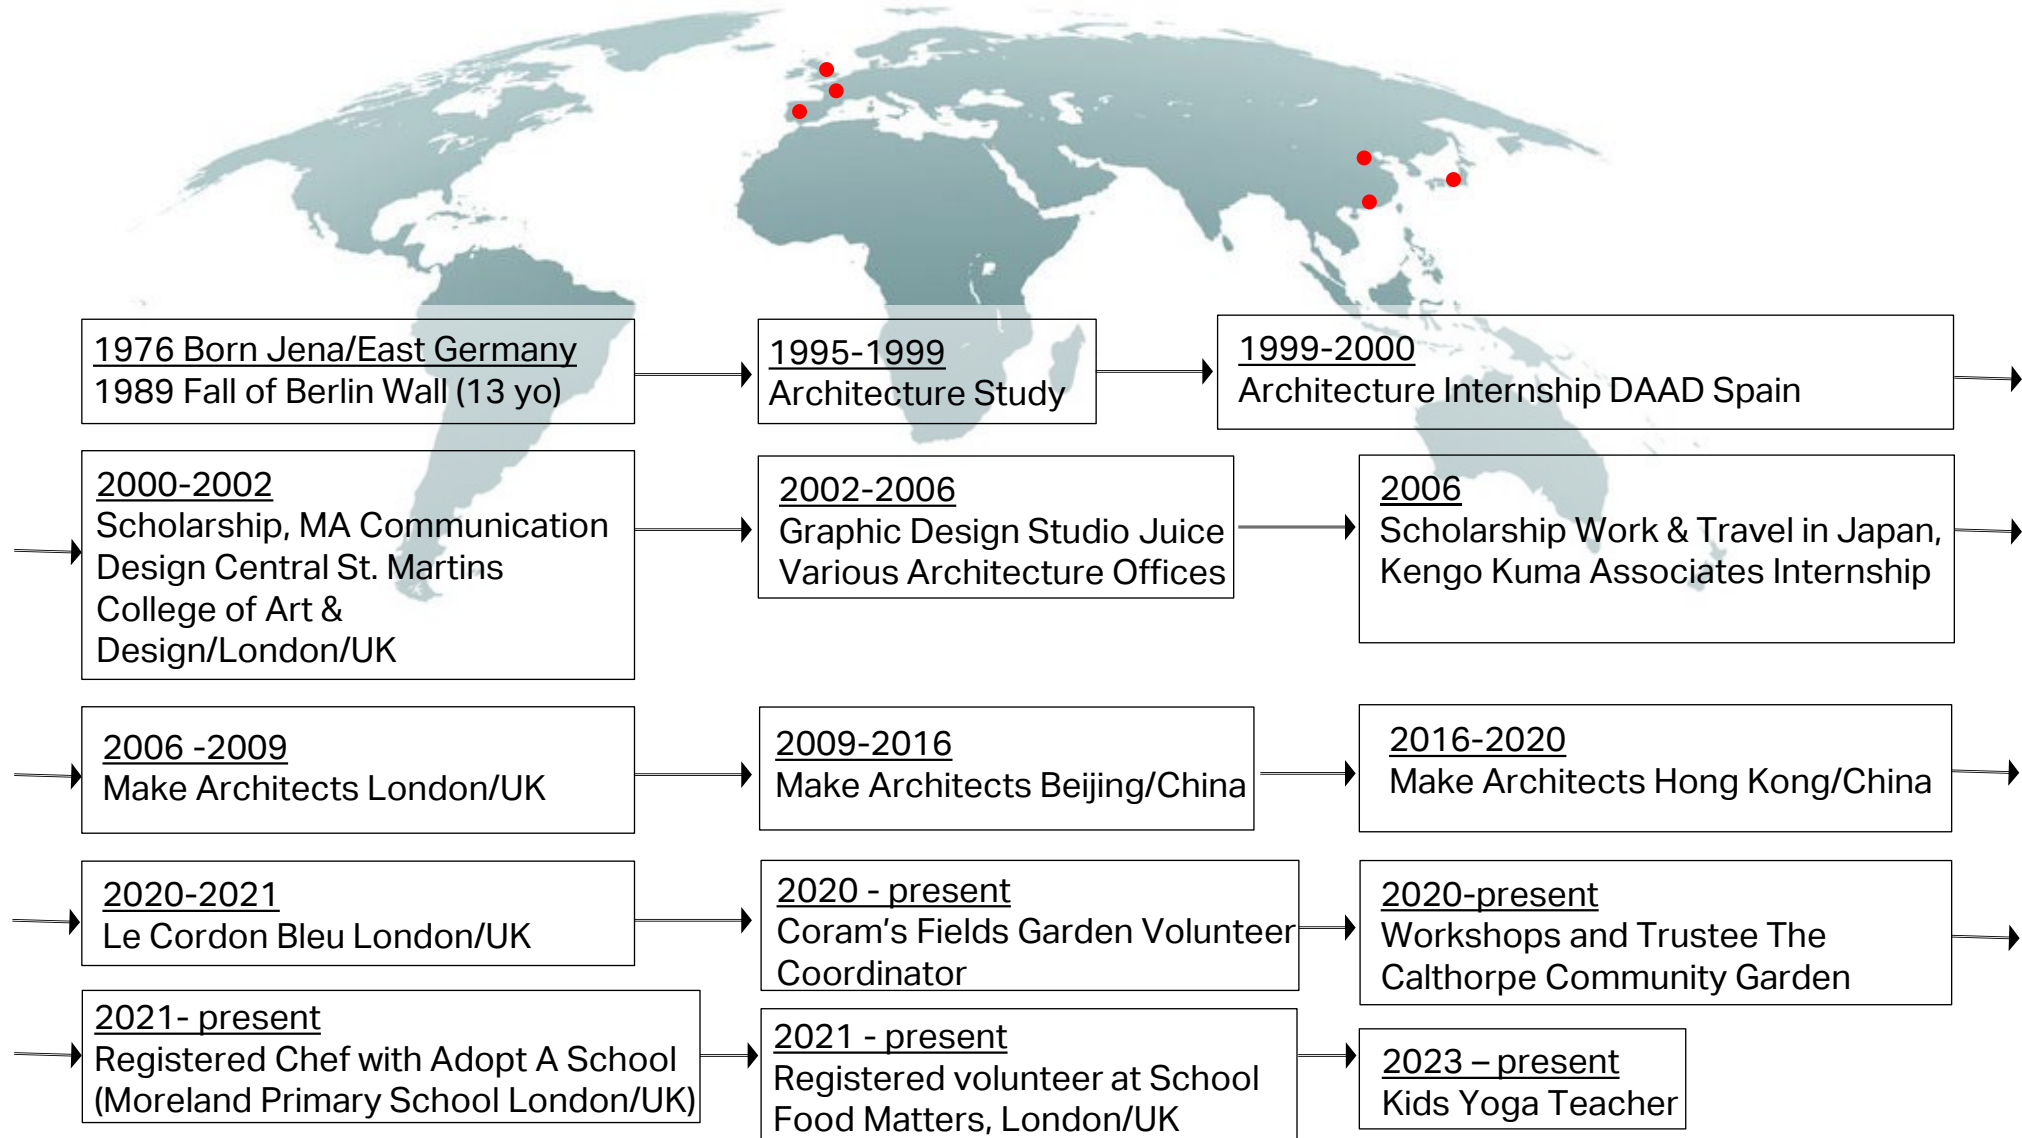 1976 Born Jena/East Germany
1989 Fall of Berlin Wall (13 yo)
1995-1999
Architecture Study
1999-2000
Architecture Internship DAAD Spain
2000-2002
Scholarship, MA Communication
Design Central St. Martins
College of Art &
Design/London/UK
2002-2006
Graphic Design Studio Juice
Various Architecture Offices
2006
Scholarship Work & Travel in Japan,
Kengo Kuma Associates Internship
2006 -2009
Make Architects London/UK
2009-2016
Make Architects Beijing/China
2016-2020
Make Architects Hong Kong/China
2020-2021
Le Cordon Bleu London/UK
2020 - present
Coram’s Fields Garden Volunteer
Coordinator
2020-present
Workshops and Trustee The
Calthorpe Community Garden
2021- present
Registered Chef with Adopt A School
(Moreland Primary School London/UK)
2021 - present
Registered volunteer at School
Food Matters, London/UK
2023 – present
Kids Yoga Teacher